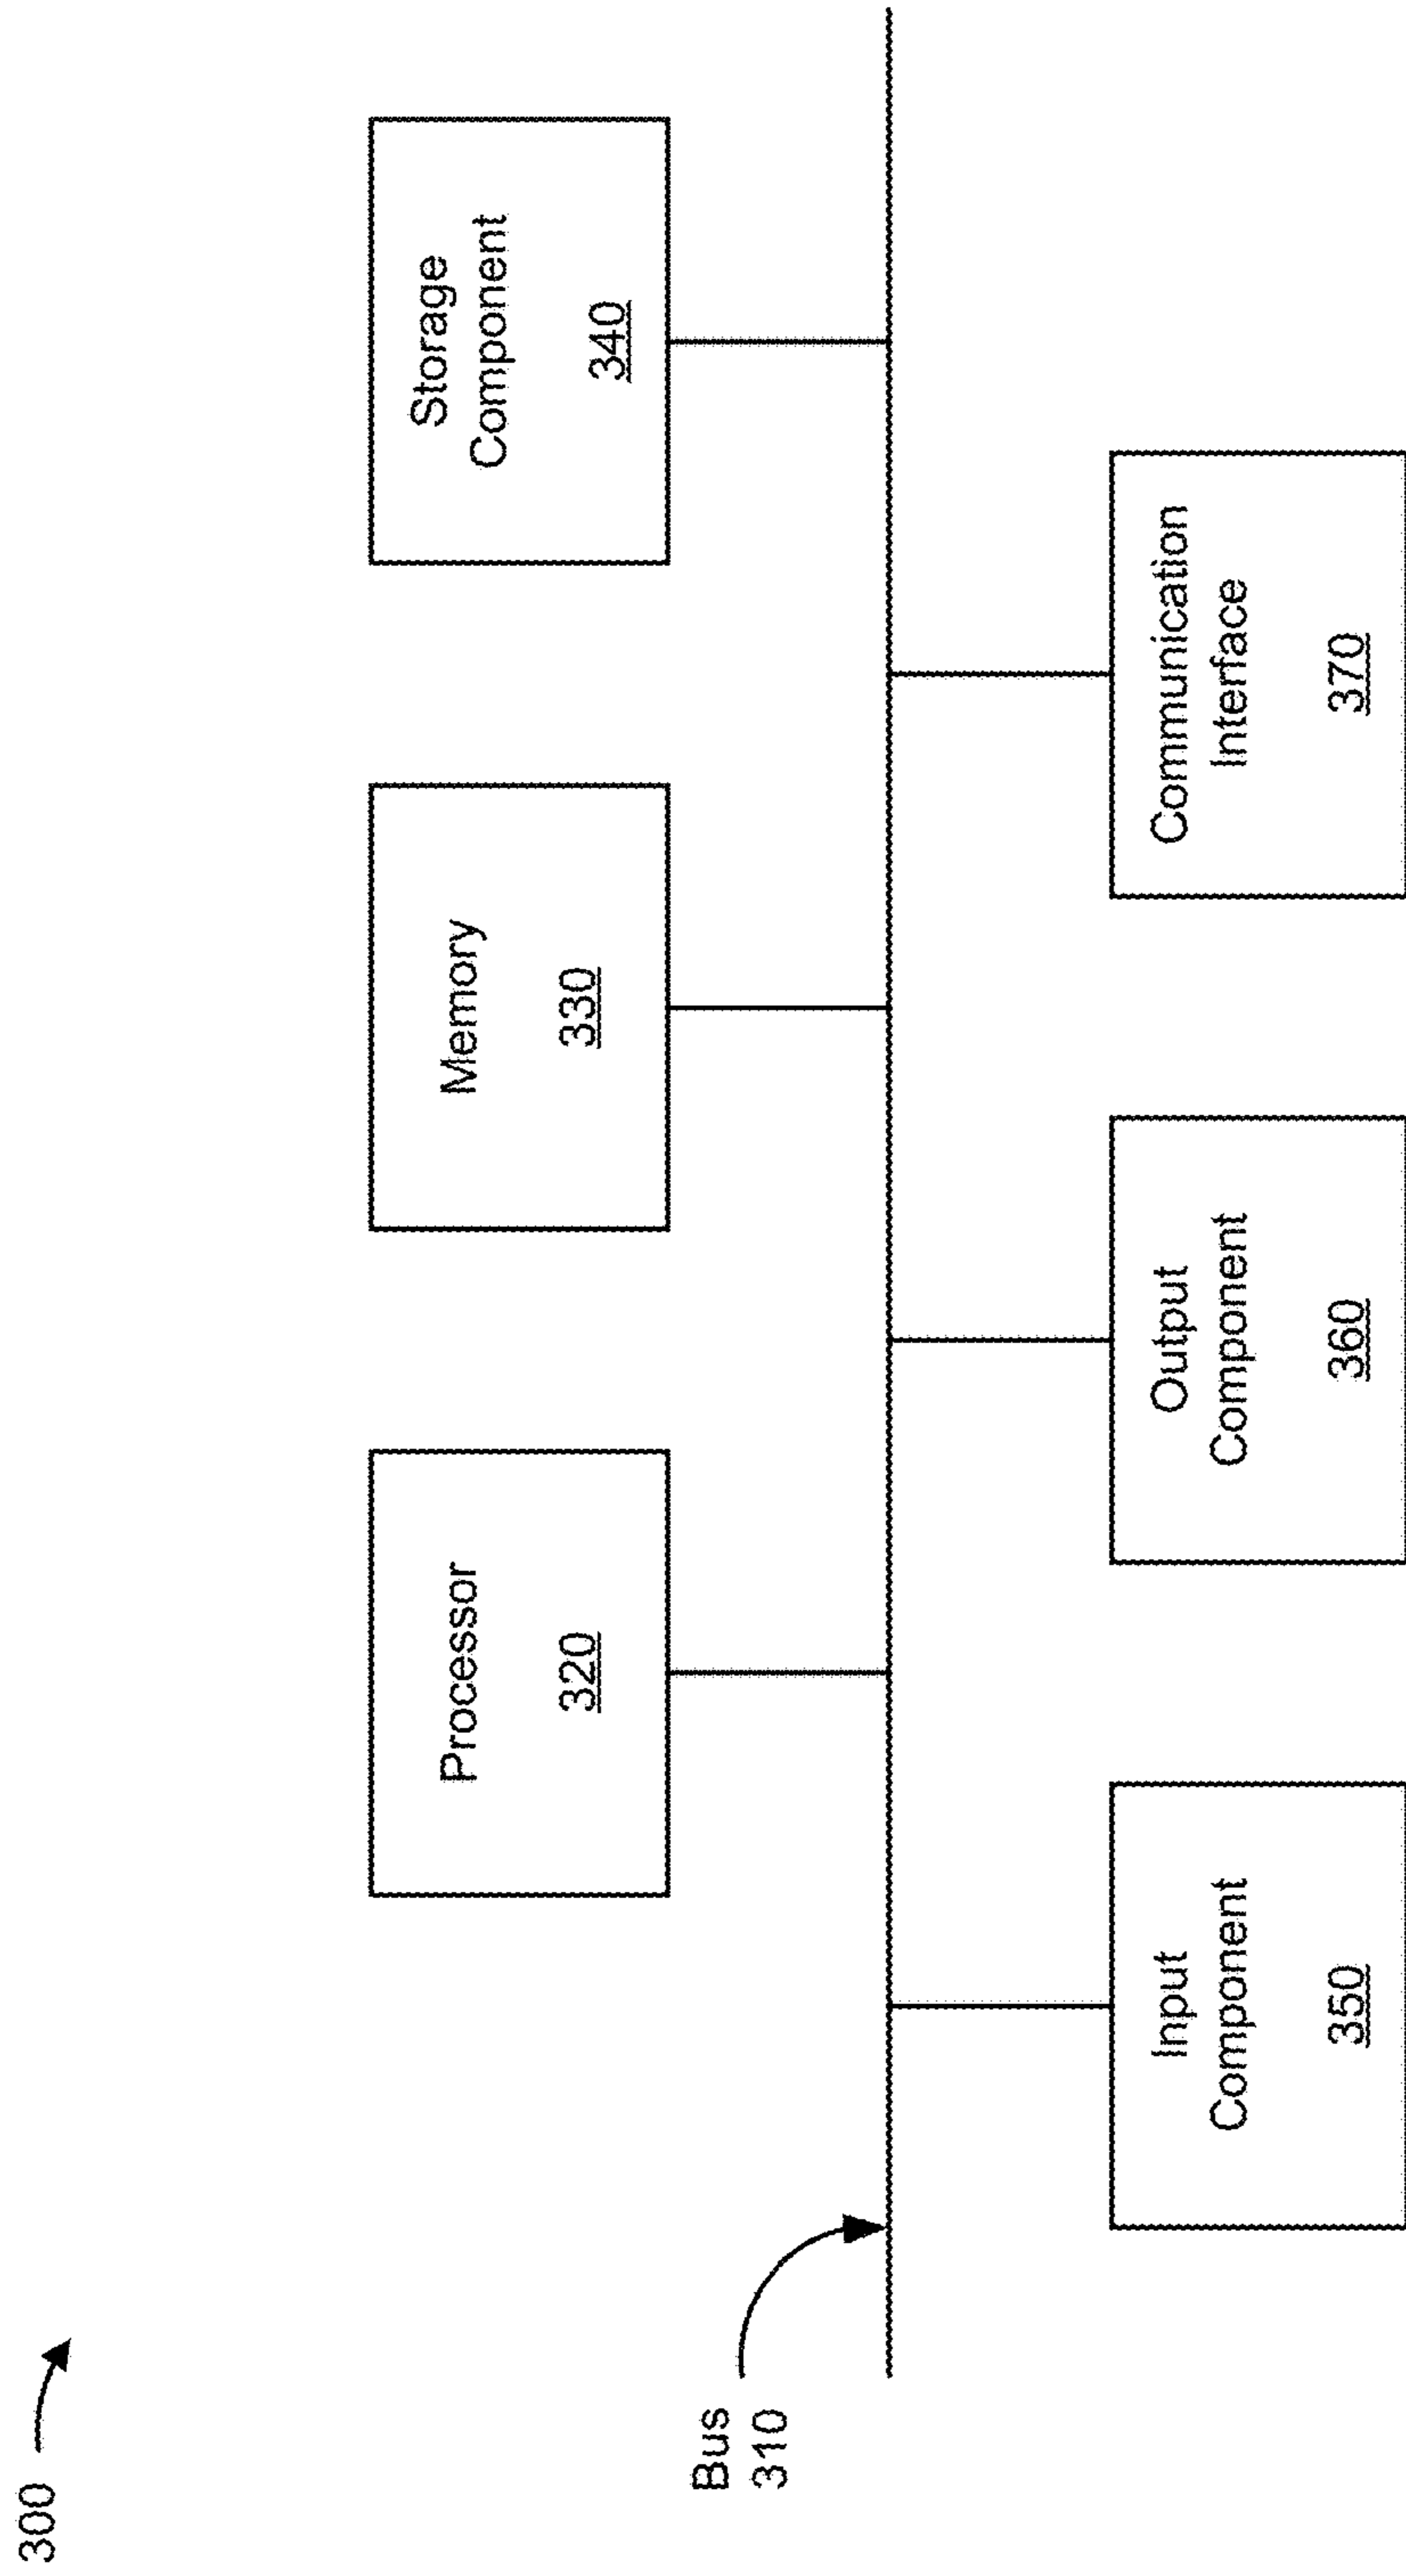 300
Bus
310
Processor
320
Memory
330
Storage
Component
340
Input
Component
350
Output
Component
360
Communication
Interface
370